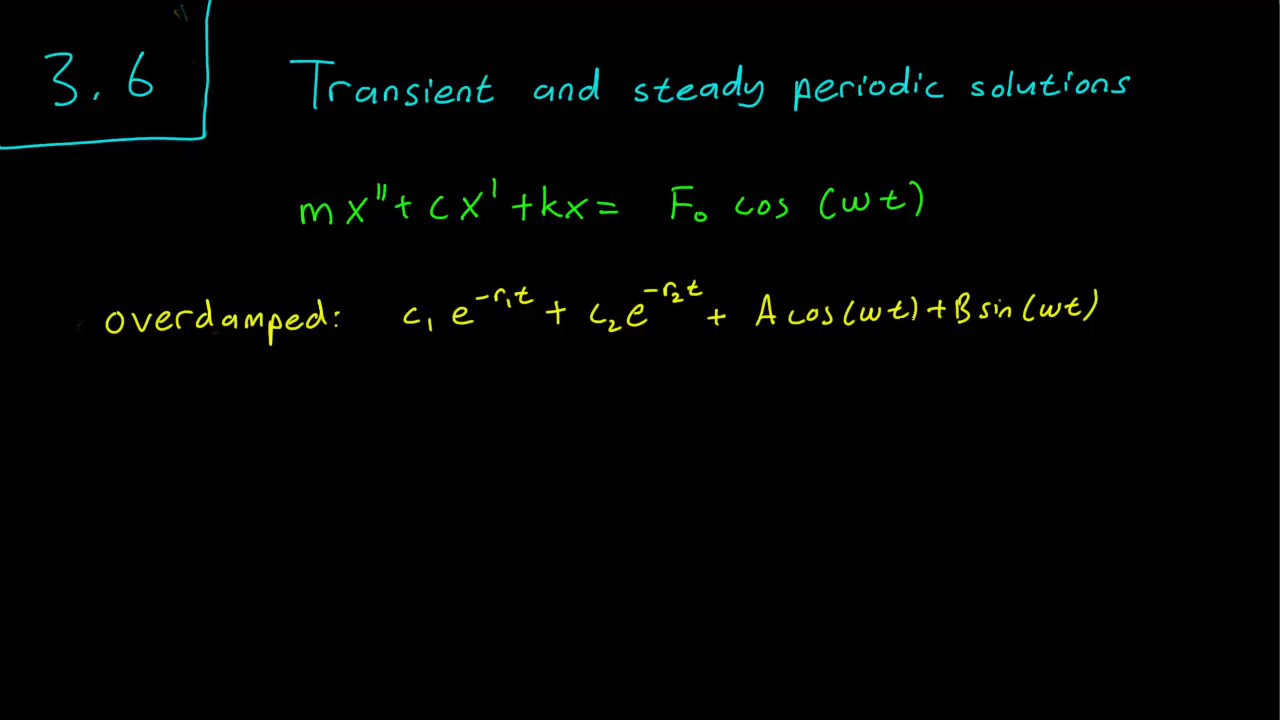 3.6
Transient and steady periodic solutions
mx'' + cx' + kx = F₀ cos (ωt)
overdamped: c₁ e^{-r₁t} + c₂ e^{-r₂t} + A cos(ωt) + B sin(ωt)